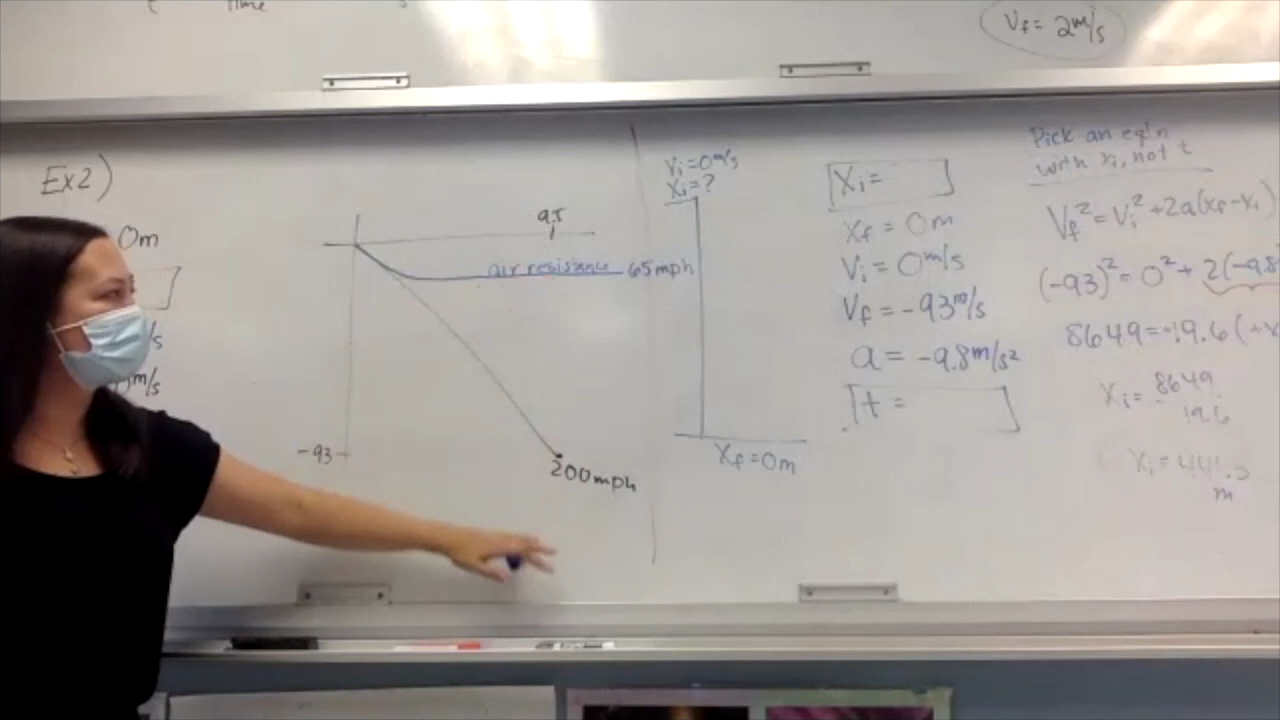 time
Vf = 2 m/s
Ex2)
0m
m/s
9.5
air resistance 65mph
-93
200mph
Vi = 0 m/s
Xi = ?
Xf = 0m
Xi =
Xf = 0m
Vi = 0 m/s
Vf = -93 m/s
a = -9.8 m/s²
t =
Pick an eq'n
with xi, not t
Vf² = Vi² + 2a(xf - xi)
(-93)² = 0² + 2(-9.8
8649 = -19.6(
Xi = 8649
19.6
Xi = 441.
m